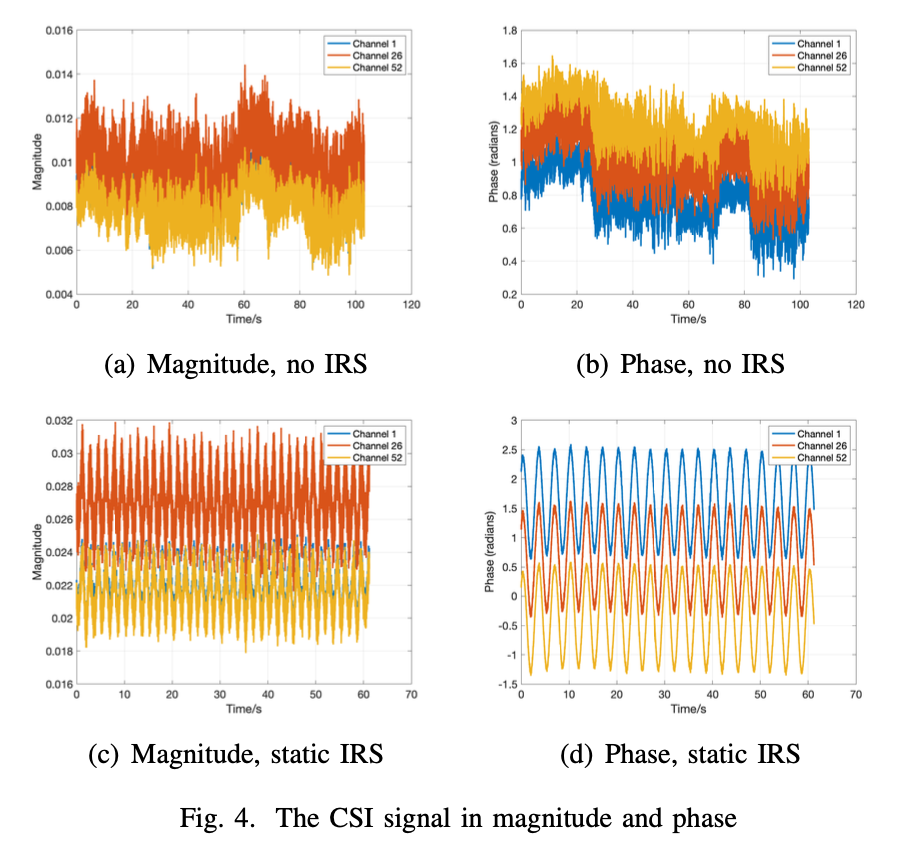 0.016
0.014
0.012
0.01
0.008
0.006
0.004
Magnitude
0 20 40 60 80 100 120
Time/s
Channel 1
Channel 26
Channel 52
(a) Magnitude, no IRS
1.8
1.6
1.4
1.2
1
0.8
0.6
0.4
0.2
Phase (radians)
0 20 40 60 80 100 120
Time/s
Channel 1
Channel 26
Channel 52
(b) Phase, no IRS
0.032
0.03
0.028
0.026
0.024
0.022
0.02
0.018
0.016
Magnitude
0 10 20 30 40 50 60 70
Time/s
Channel 1
Channel 26
Channel 52
(c) Magnitude, static IRS
3
2.5
2
1.5
1
0.5
0
-0.5
-1
-1.5
Phase (radians)
0 10 20 30 40 50 60 70
Time/s
Channel 1
Channel 26
Channel 52
(d) Phase, static IRS
Fig. 4. The CSI signal in magnitude and phase